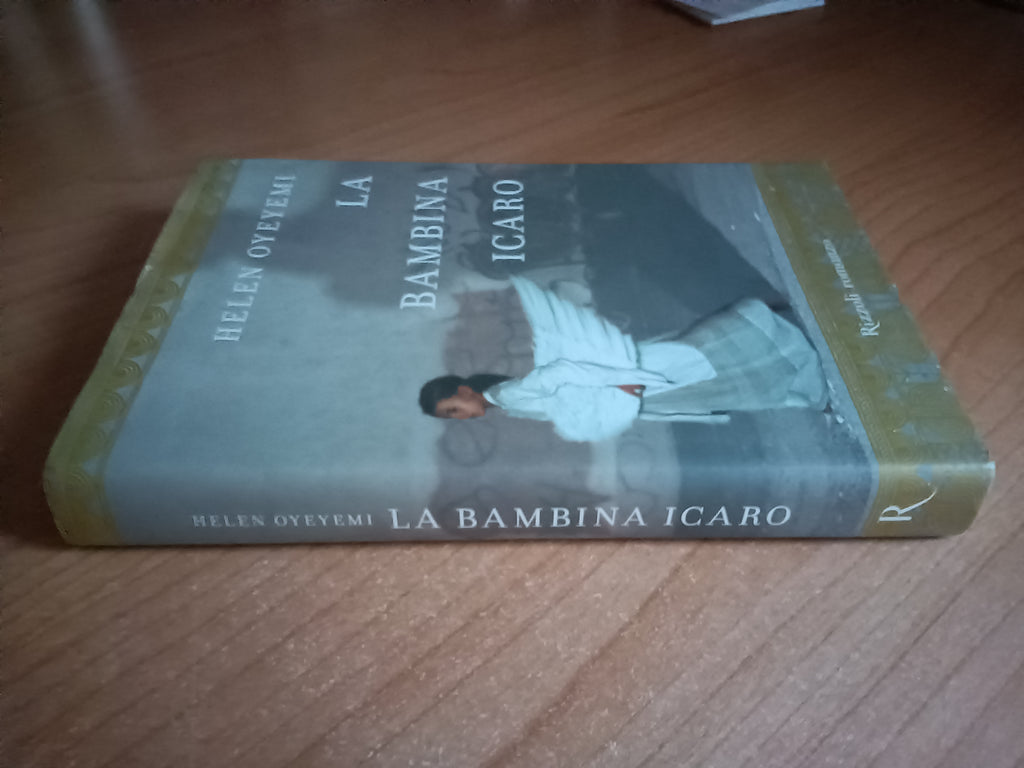 HELEN OYEYEMI
LA
BAMBINA
ICARO
Rizzoli romanzo
HELEN OYEYEMI LA BAMBINA ICARO R